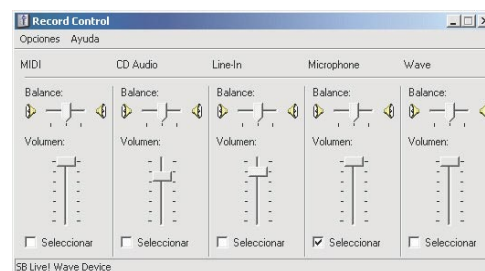 Record Control
Opciones Ayuda
MIDI CD Audio Line-In Microphone Wave
Balance: Balance: Balance: Balance: Balance:
Volumen: Volumen: Volumen: Volumen: Volumen:
Seleccionar Seleccionar Seleccionar Seleccionar Seleccionar
SB Live! Wave Device